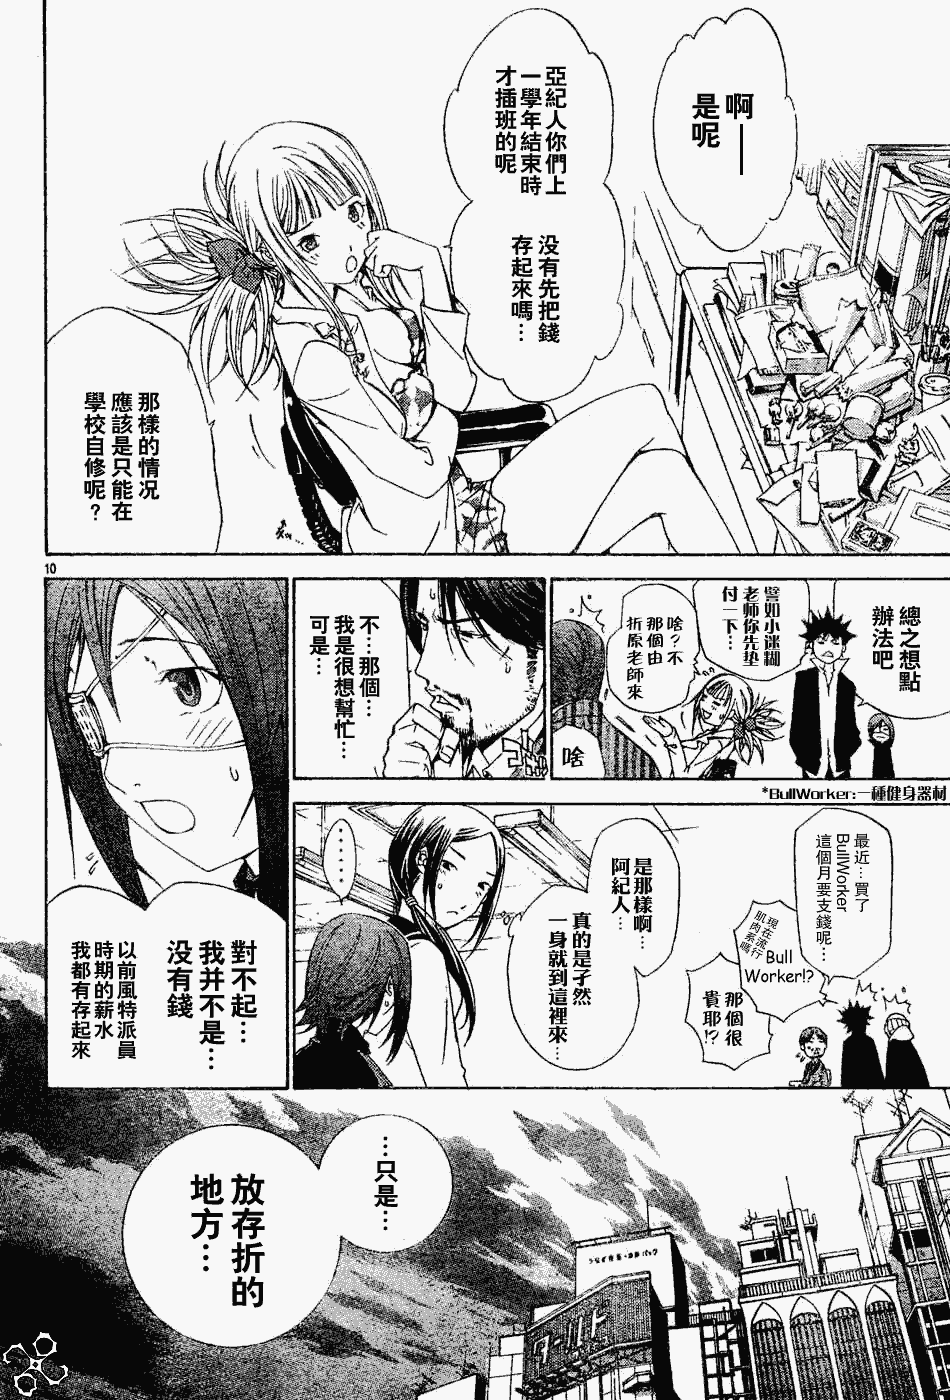 啊——
是呢
亞紀人你們上
一學年結束時
才插班的呢
没有先把錢
存起來嗎…
那樣的情况
應該是只能在
學校自修呢？
10
總之想點
辦法吧
譬如小迷糊
老師你先墊
付一下…
啥？不
那個由
折原老師來
啥
不…那個…
我是很想幫忙…
可是…
對不起…
我并不是…
没有錢
以前風特派員
時期的薪水
我都有存起來
*BullWorker:一種健身器材
最近…買了
BullWorker
這個月要支錢呢…
現在流行
肌肉系嗎
Bull
Worker!?
那個很
貴耶!?
是那樣啊…
阿紀人…
真的是孑然
一身就到這裡來…
……
…只是…
放存折的
地方…